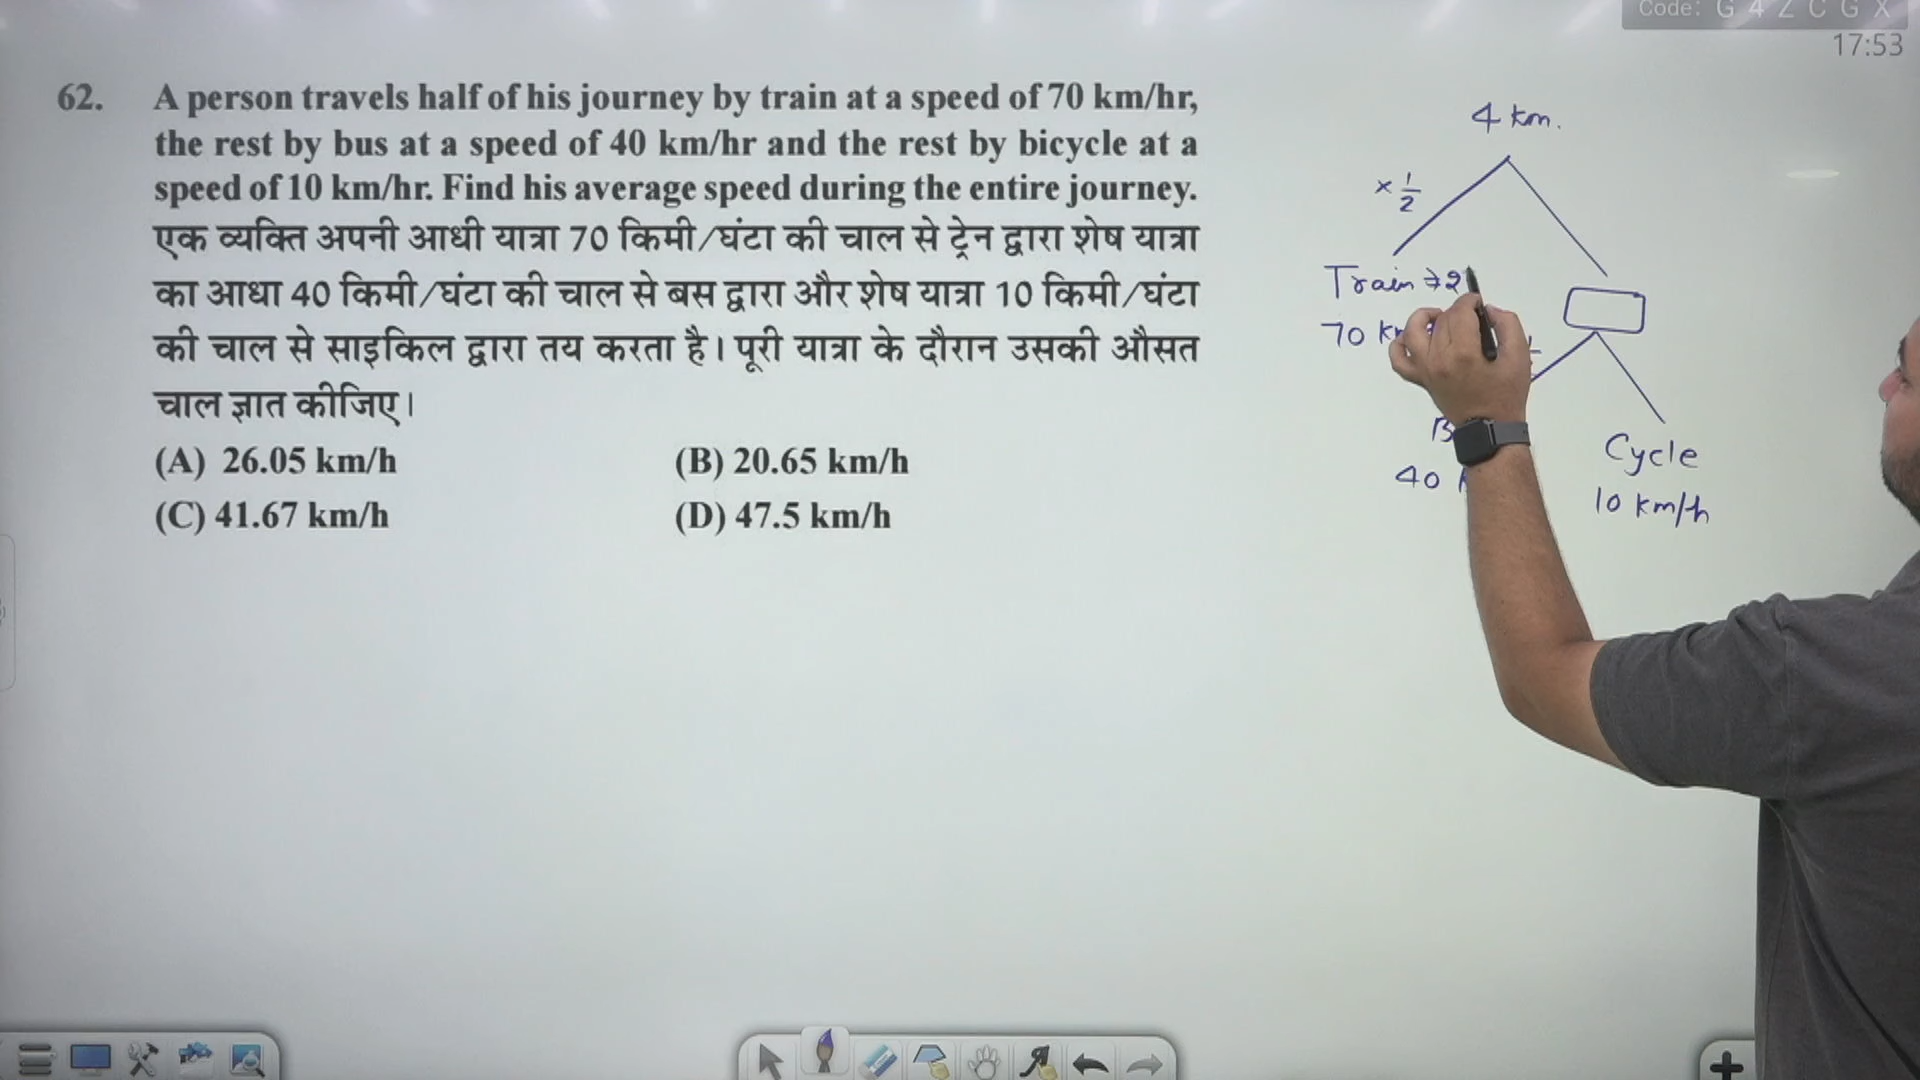 Code: G 4 Z C G X
17:53
62. A person travels half of his journey by train at a speed of 70 km/hr,
the rest by bus at a speed of 40 km/hr and the rest by bicycle at a
speed of 10 km/hr. Find his average speed during the entire journey.
एक व्यक्ति अपनी आधी यात्रा 70 किमी/घंटा की चाल से ट्रेन द्वारा शेष यात्रा
का आधा 40 किमी/घंटा की चाल से बस द्वारा और शेष यात्रा 10 किमी/घंटा
की चाल से साइकिल द्वारा तय करता है। पूरी यात्रा के दौरान उसकी औसत
चाल ज्ञात कीजिए।
(A) 26.05 km/h (B) 20.65 km/h
(C) 41.67 km/h (D) 47.5 km/h
4 km.
× 1/2
Train → 2
70
40
Cycle
10 km/h